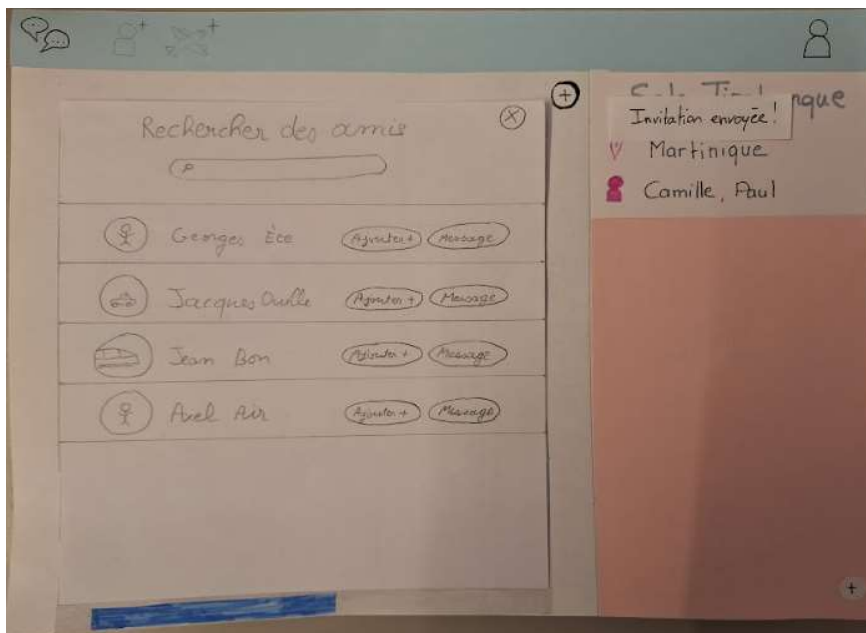 Rechercher des amis
Invitation envoyée !
Martinique
Camille, Paul
Georges Èce
Ajouter +
Message
Jacques Ouille
Ajouter +
Message
Jean Bon
Ajouter +
Message
Axel Air
Ajouter +
Message